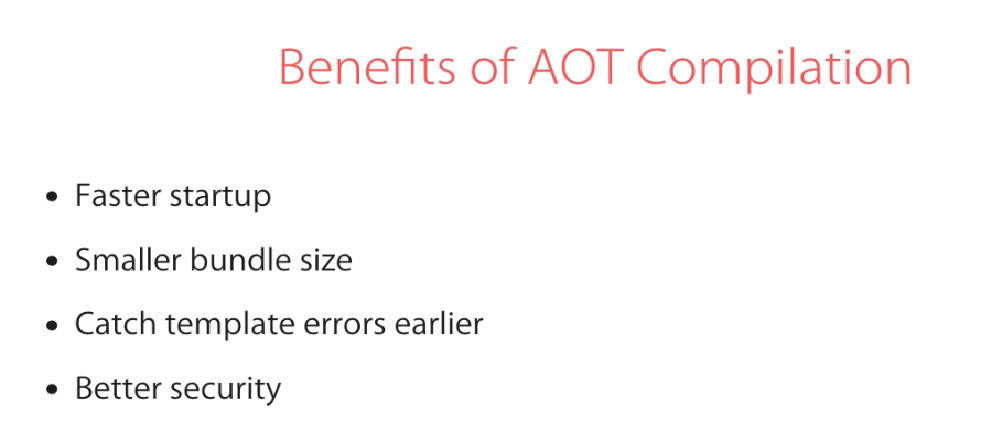 Benefits of AOT Compilation
• Faster startup
• Smaller bundle size
• Catch template errors earlier
• Better security